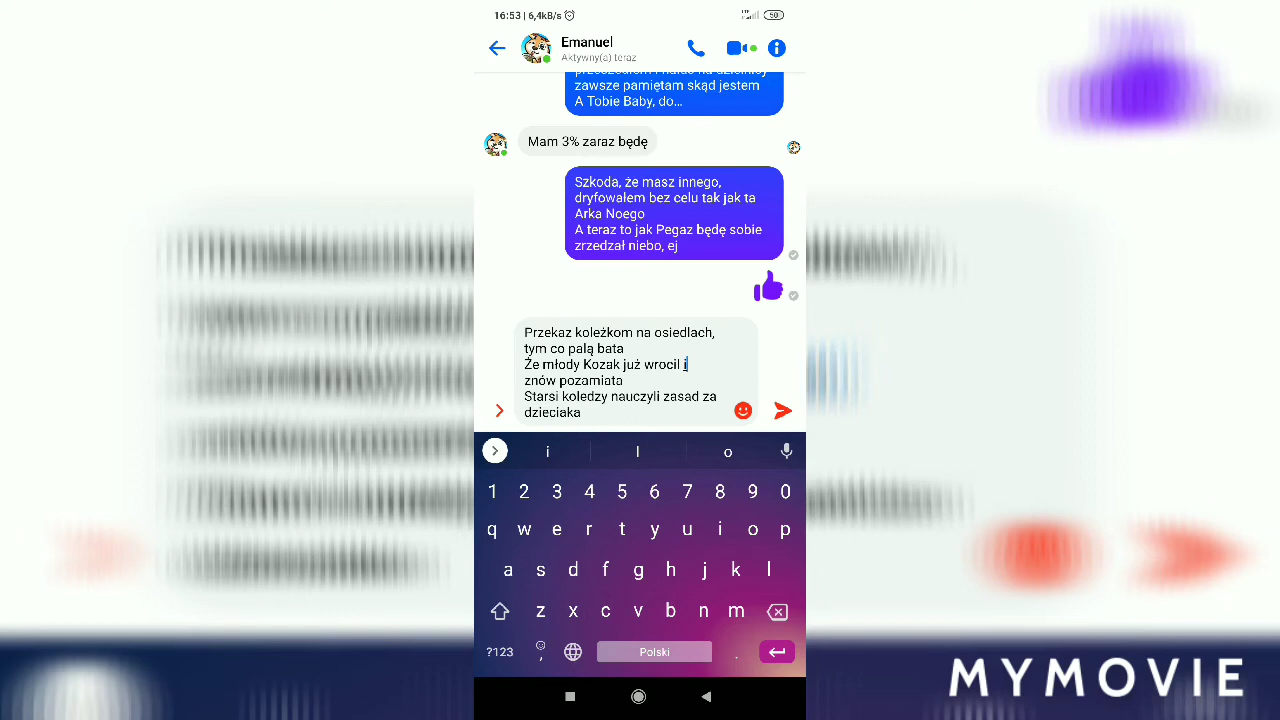 16:53 | 6,4kB/s
50
Emanuel
Aktywny(a) teraz
zawsze pamiętam skąd jestem
A Tobie Baby, do...
Mam 3% zaraz będę
Szkoda, że masz innego,
dryfowałem bez celu tak jak ta
Arka Noego
A teraz to jak Pegaz będę sobie
zrzedzał niebo, ej
Przekaz koleżkom na osiedlach,
tym co palą bata
Że młody Kozak już wrocil i
znów pozamiata
Starsi koledzy nauczyli zasad za
dzieciaka
i l o
1 2 3 4 5 6 7 8 9 0
q w e r t y u i o p
a s d f g h j k l
z x c v b n m
?123 , Polski .
MYMOVIE